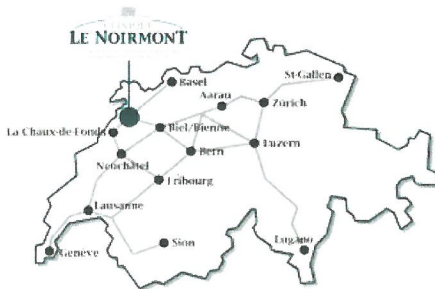 CLINIQUE
LE NOIRMONT
Basel
St-Gallen
Aarau
Zürich
La Chaux-de-Fonds
Biel/Bienne
Neuchâtel
Bern
Luzern
Fribourg
Lausanne
Sion
Lugano
Genève